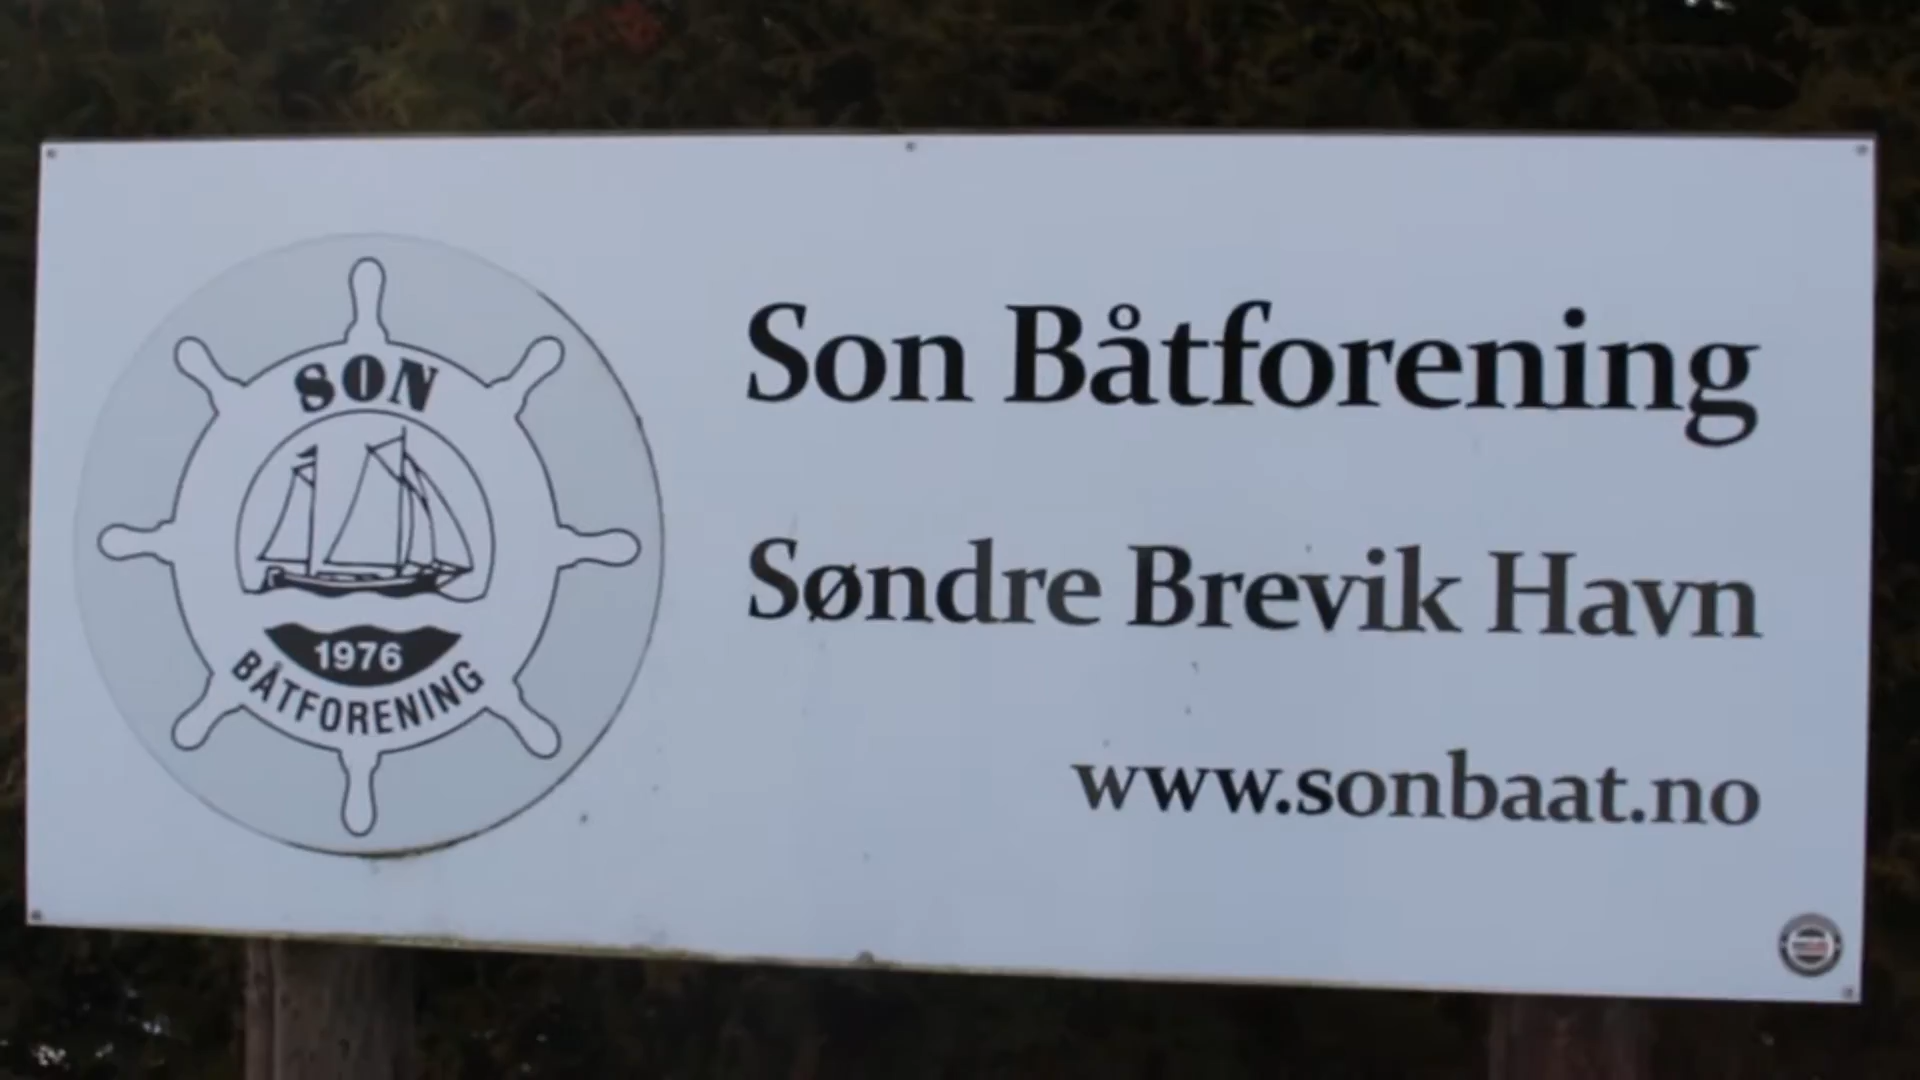 SON
1976
BÅTFORENING
Son Båtforening
Søndre Brevik Havn
www.sonbaat.no